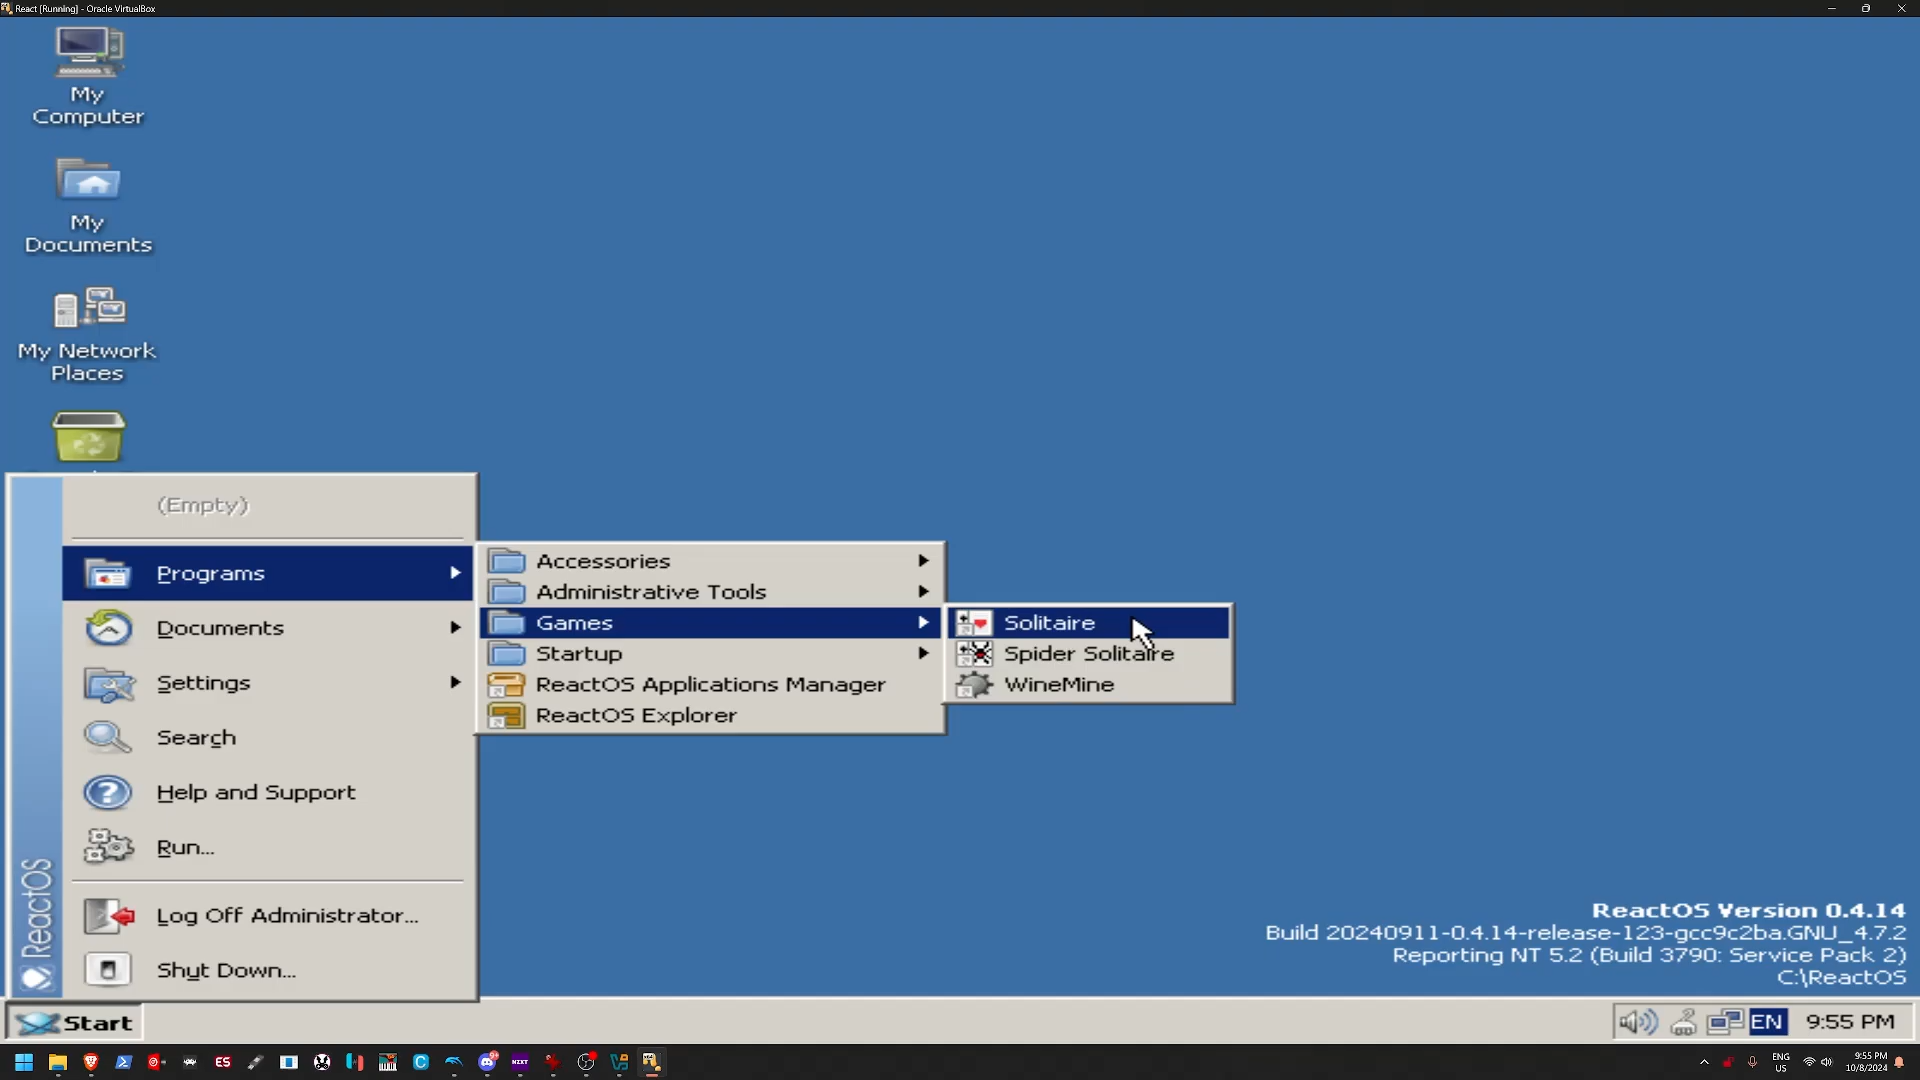 React [Running] - Oracle VirtualBox
My
Computer
My
Documents
My Network
Places
(Empty)
Programs
Documents
Settings
Search
Help and Support
Run...
Log Off Administrator...
Shut Down...
ReactOS
Accessories
Administrative Tools
Games
Startup
ReactOS Applications Manager
ReactOS Explorer
Solitaire
Spider Solitaire
WineMine
ReactOS Version 0.4.14
Build 20240911-0.4.14-release-123-gcc9c2ba.GNU_4.7.2
Reporting NT 5.2 (Build 3790: Service Pack 2)
C:\ReactOS
Start
EN
9:55 PM
ES
C
NZXT
ENG
US
9:55 PM
10/8/2024